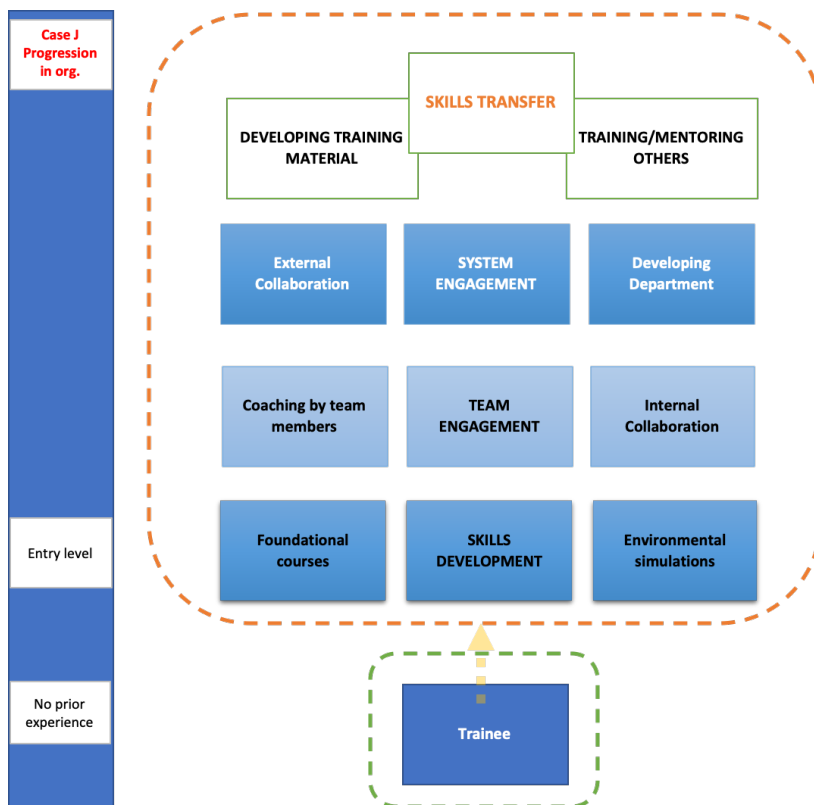 Case J
Progression
in org.
SKILLS TRANSFER
DEVELOPING TRAINING
MATERIAL
TRAINING/MENTORING
OTHERS
External
Collaboration
SYSTEM
ENGAGEMENT
Developing
Department
Coaching by team
members
TEAM
ENGAGEMENT
Internal
Collaboration
Entry level
Foundational
courses
SKILLS
DEVELOPMENT
Environmental
simulations
No prior
experience
Trainee